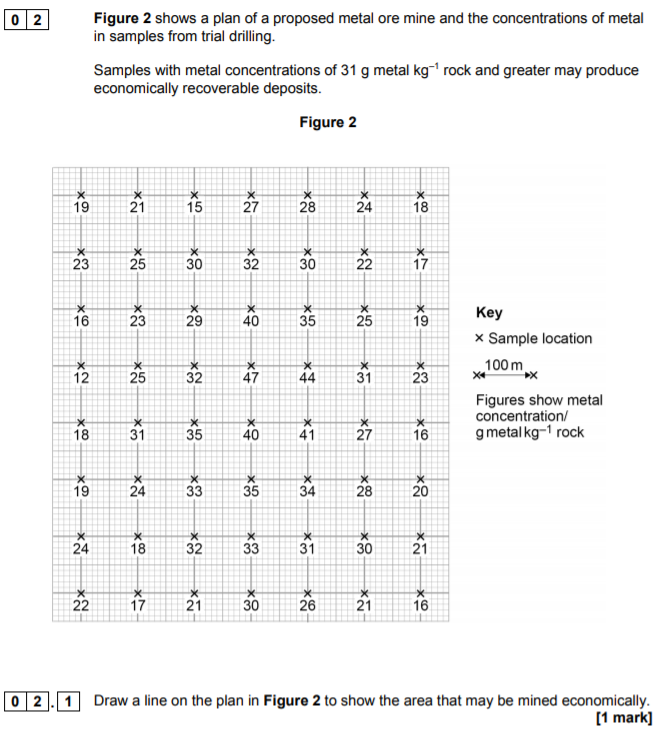 0 2
Figure 2 shows a plan of a proposed metal ore mine and the concentrations of metal
in samples from trial drilling.
Samples with metal concentrations of 31 g metal kg⁻¹ rock and greater may produce
economically recoverable deposits.
Figure 2
19 21 15 27 28 24 18
23 25 30 32 30 22 17
16 23 29 40 35 25 19
12 25 32 47 44 31 23
18 31 35 40 41 27 16
19 24 33 35 34 28 20
24 18 32 33 31 30 21
22 17 21 30 26 21 16
Key
× Sample location
100 m
Figures show metal
concentration/
g metal kg⁻¹ rock
0 2 . 1
Draw a line on the plan in Figure 2 to show the area that may be mined economically.
[1 mark]